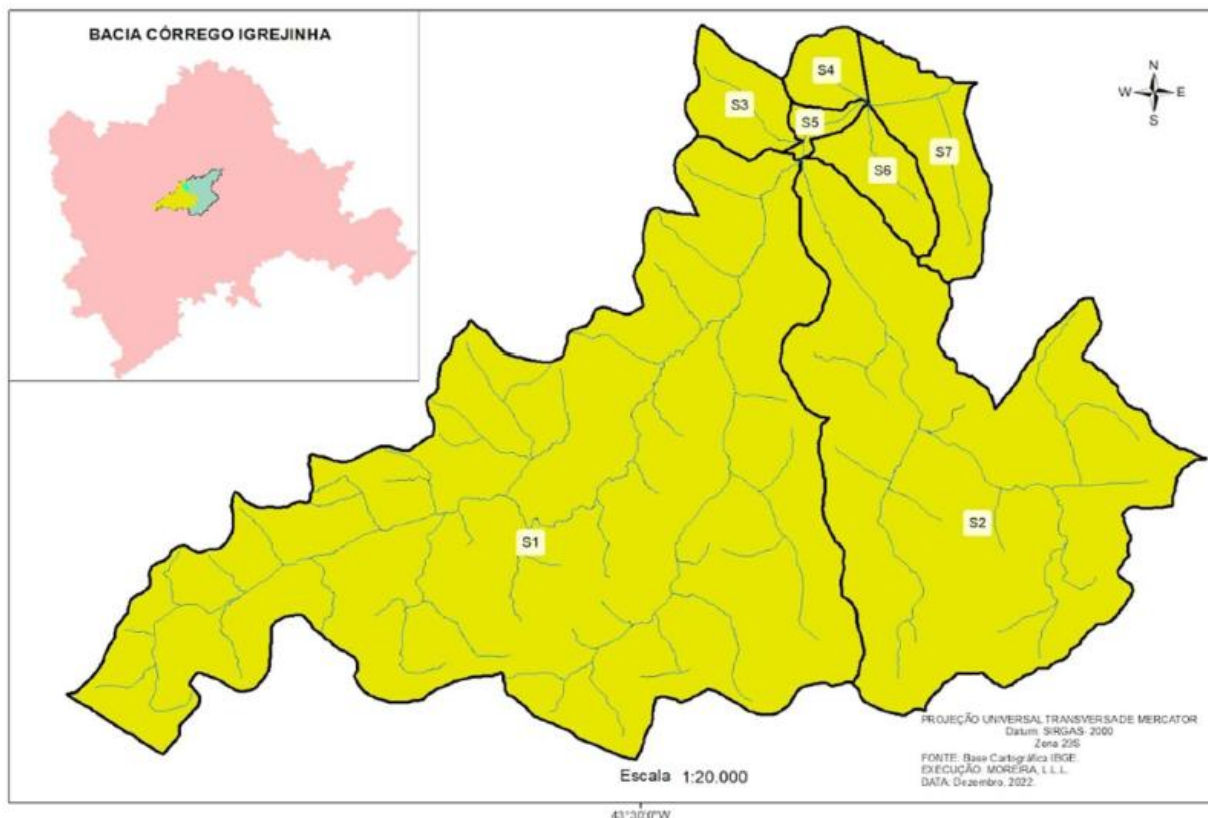 BACIA CÓRREGO IGREJINHA
N
W E
S
S4
S3
S5
S7
S6
S1
S2
PROJEÇÃO UNIVERSAL TRANSVERSA DE MERCATOR
Datum: SIRGAS- 2000
Zona 23S
FONTE: Base Cartográfica IBGE.
EXECUÇÃO: MOREIRA, L.L.L.
DATA: Dezembro, 2022.
Escala 1:20.000
43°30'0"W